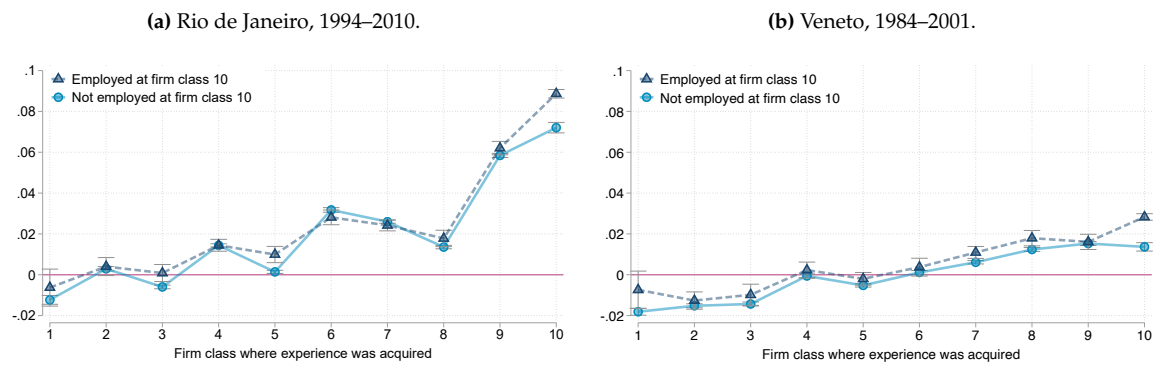 (a) Rio de Janeiro, 1994–2010.
.1
.08
.06
.04
.02
0
-.02
Employed at firm class 10
Not employed at firm class 10
1 2 3 4 5 6 7 8 9 10
Firm class where experience was acquired
(b) Veneto, 1984–2001.
.1
.08
.06
.04
.02
0
-.02
Employed at firm class 10
Not employed at firm class 10
1 2 3 4 5 6 7 8 9 10
Firm class where experience was acquired